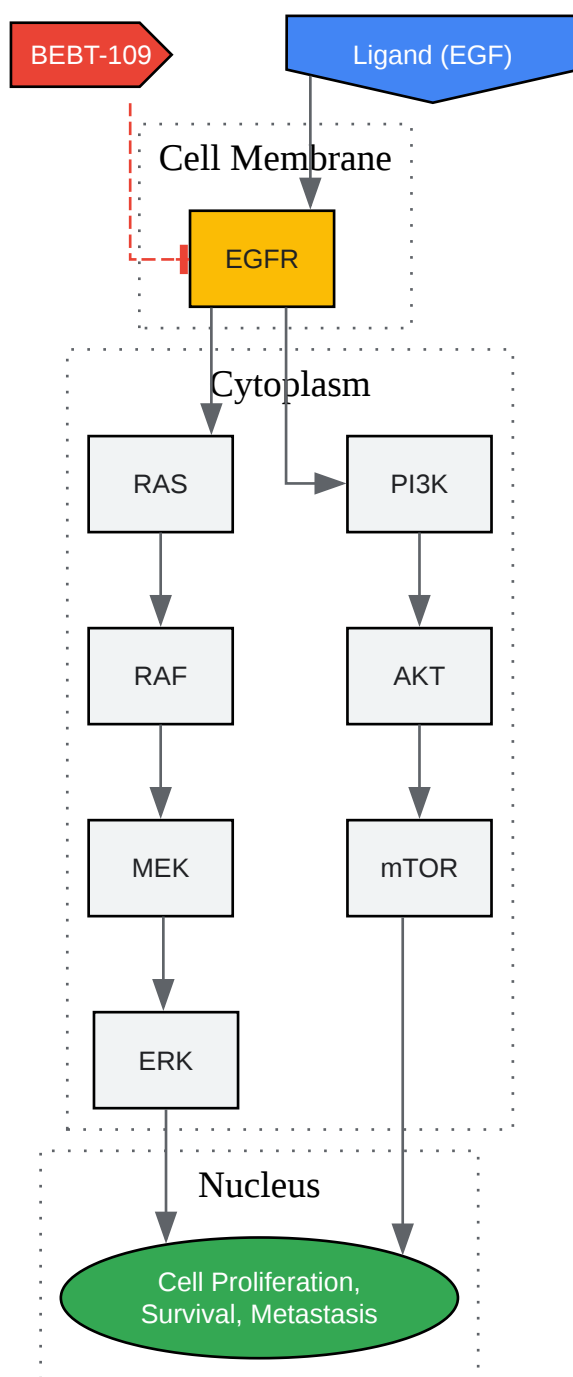 BEBT-109
Ligand (EGF)
Cell Membrane
EGFR
Cytoplasm
RAS
PI3K
RAF
AKT
MEK
mTOR
ERK
Nucleus
Cell Proliferation,
Survival, Metastasis